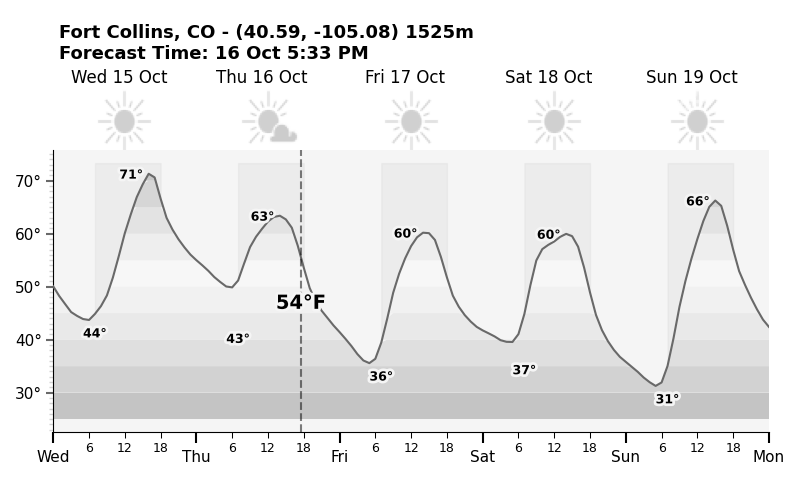 Fort Collins, CO - (40.59, -105.08) 1525m
Forecast Time: 16 Oct 5:33 PM
Wed 15 Oct Thu 16 Oct Fri 17 Oct Sat 18 Oct Sun 19 Oct
70°
60°
50°
40°
30°
71°
63°
60°
60°
66°
54°F
44°
43°
36°
37°
31°
6 12 18 6 12 18 6 12 18 6 12 18 6 12 18
Wed Thu Fri Sat Sun Mon